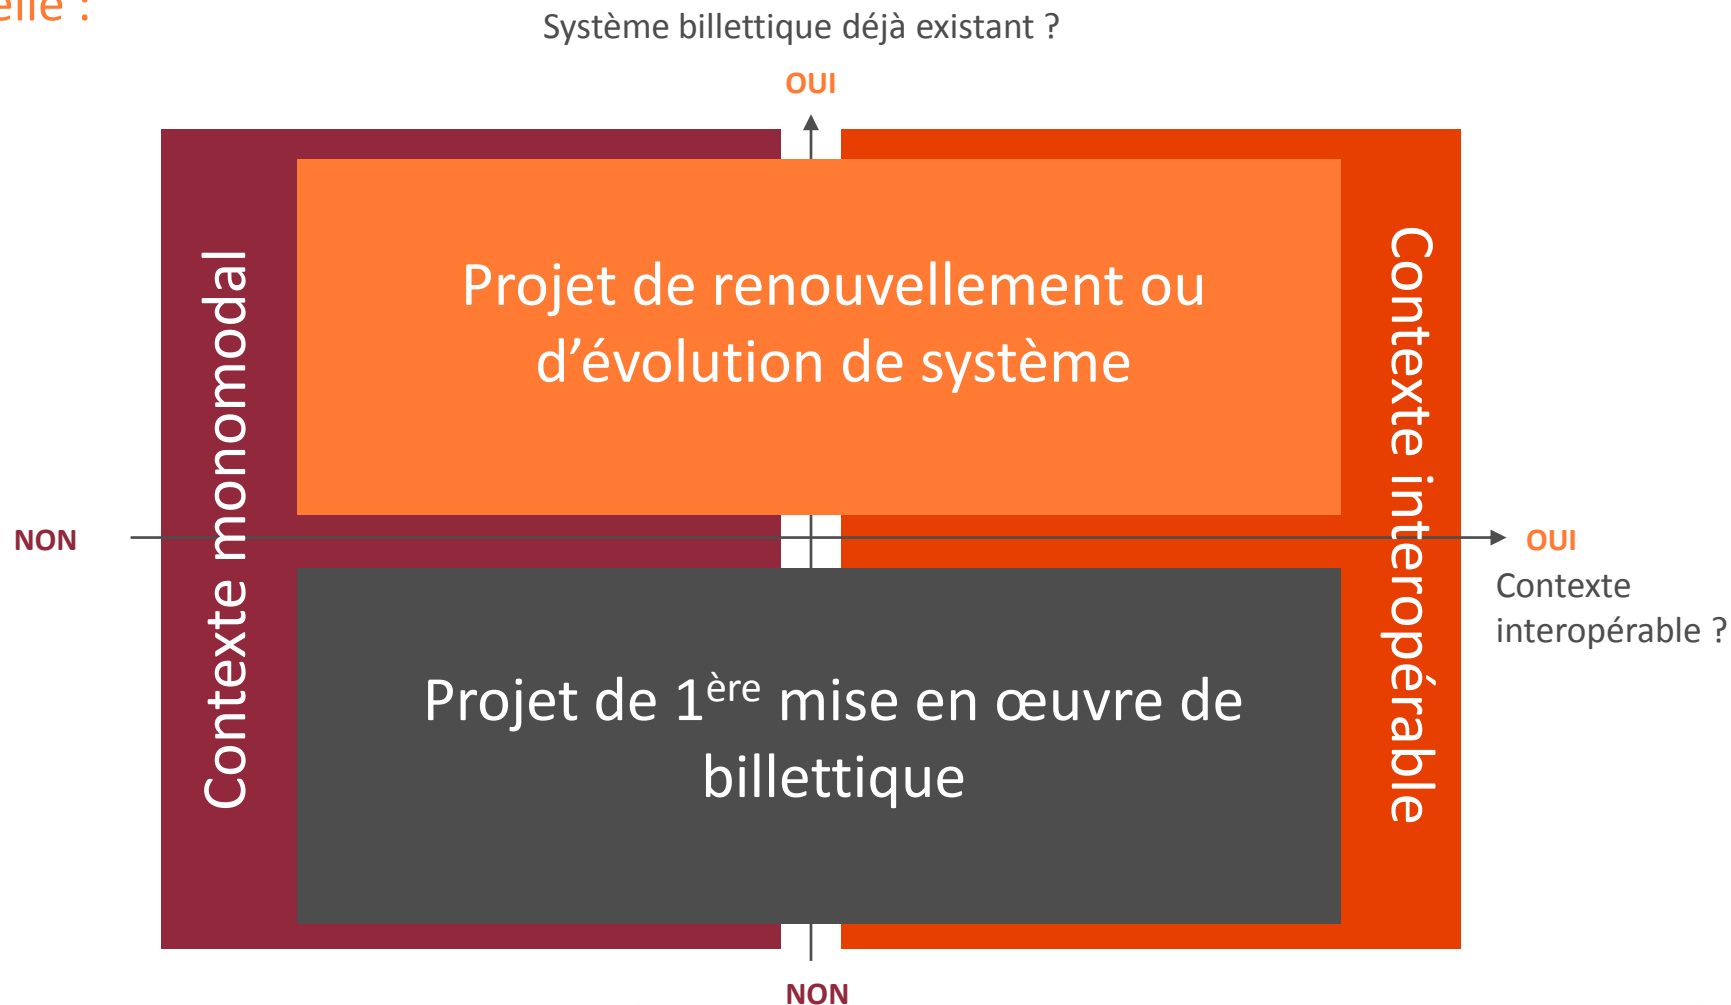 elle :
Système billettique déjà existant ?
OUI
Contexte monomodal
Projet de renouvellement ou
d’évolution de système
Contexte interopérable
NON
OUI
Contexte
interopérable ?
Projet de 1ère mise en œuvre de
billettique
NON